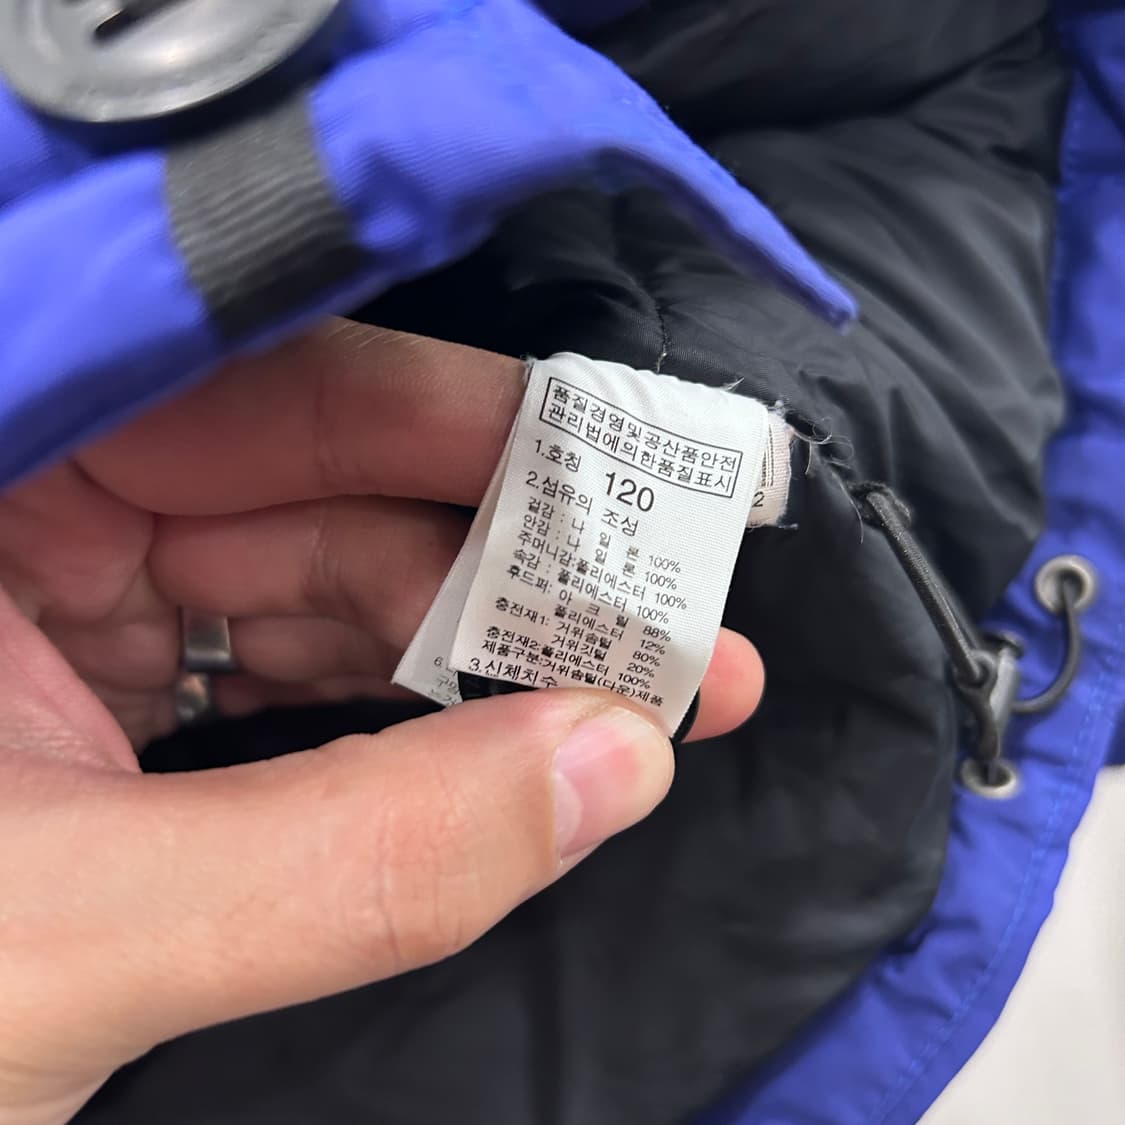 품질경영및공산품안전
관리법에의한품질표시
1.호칭 120
2.섬유의 조성
겉감 : 나 일 론 100%
안감 : 나 일 론 100%
주머니감:폴리에스터 100%
속감 : 폴리에스터 100%
후드퍼: 아 크 릴 88%
폴리에스터 12%
충전재1: 거위솜털 80%
거위깃털 20%
충전재2:폴리에스터 100%
제품구분:거위솜털(다운)제품
3.신체치수
6.
2